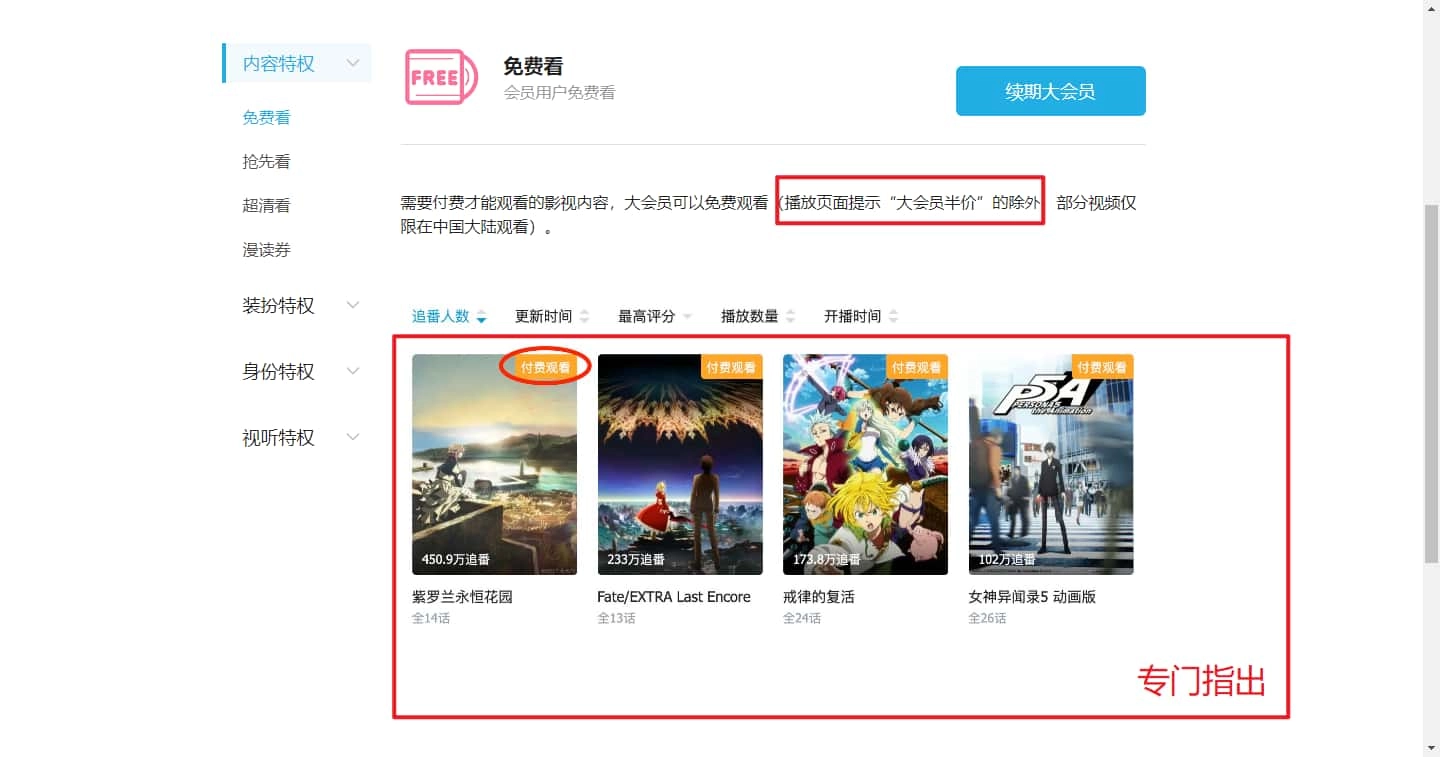 内容特权
免费看
抢先看
超清看
漫读券
装扮特权
身份特权
视听特权
FREE
免费看
会员用户免费看
续期大会员
需要付费才能观看的影视内容，大会员可以免费观看（播放页面提示“大会员半价”的除外 部分视频仅
限在中国大陆观看）。
追番人数 更新时间 最高评分 播放数量 开播时间
付费观看 付费观看 付费观看 付费观看
P5A
PERSONA5
the Animation
450.9万追番 233万追番 173.8万追番 102万追番
紫罗兰永恒花园 Fate/EXTRA Last Encore 戒律的复活 女神异闻录5 动画版
全14话 全13话 全24话 全26话
专门指出